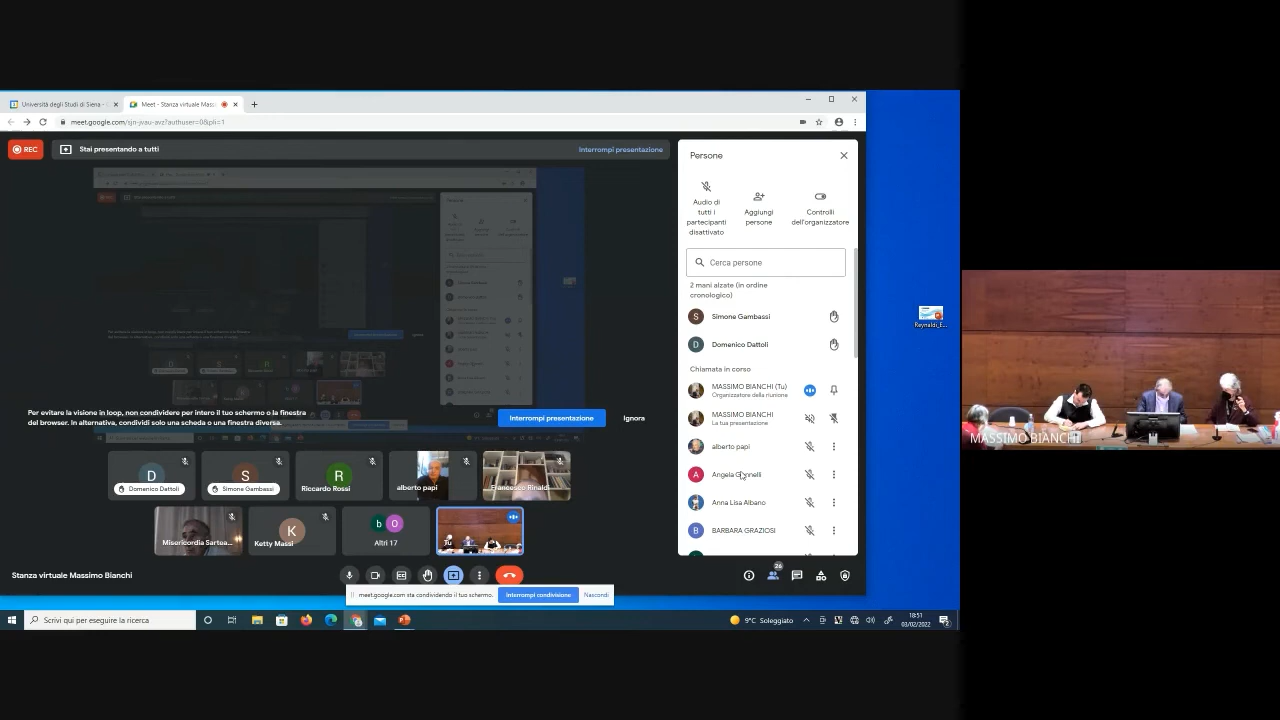 Università degli Studi di Siena -
Meet - Stanza virtuale Mass
meet.google.com/sjn-jvau-avz?authuser=0&pli=1
REC
Stai presentando a tutti
Interrompi presentazione
Persone
Audio di
tutti i
partecipanti
disattivato
Aggiungi
persone
Controlli
dell'organizzatore
Cerca persone
2 mani alzate (in ordine
cronologico)
S
Simone Gambassi
D
Domenico Dattoli
Chiamata in corso
MASSIMO BIANCHI (Tu)
Organizzatore della riunione
MASSIMO BIANCHI
La tua presentazione
alberto papi
A
Anna Lisa Albano
B
BARBARA GRAZIOSI
Per evitare la visione in loop, non condividere per intero il tuo schermo o la finestra
del browser. In alternativa, condividi solo una scheda o una finestra diversa.
Interrompi presentazione
Ignora
D
Domenico Dattoli
S
Simone Gambassi
R
Riccardo Rossi
alberto papi
Francesco Rinaldi
Misericordia Sartea...
K
Ketty Massi
b
O
Altri 17
Tu
Stanza virtuale Massimo Bianchi
26
meet.google.com sta condividendo il tuo schermo.
Interrompi condivisione
Nascondi
Scrivi qui per eseguire la ricerca
9°C Soleggiato
18:51
03/02/2022
Reynaldi_E...
MASSIMO BIANCHI